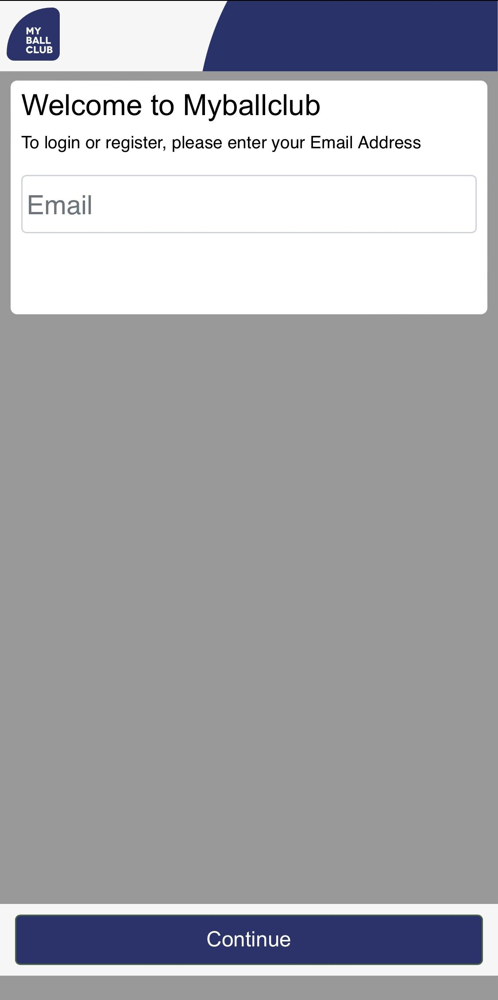 MY
BALL
CLUB
Welcome to Myballclub
To login or register, please enter your Email Address
Email
Continue